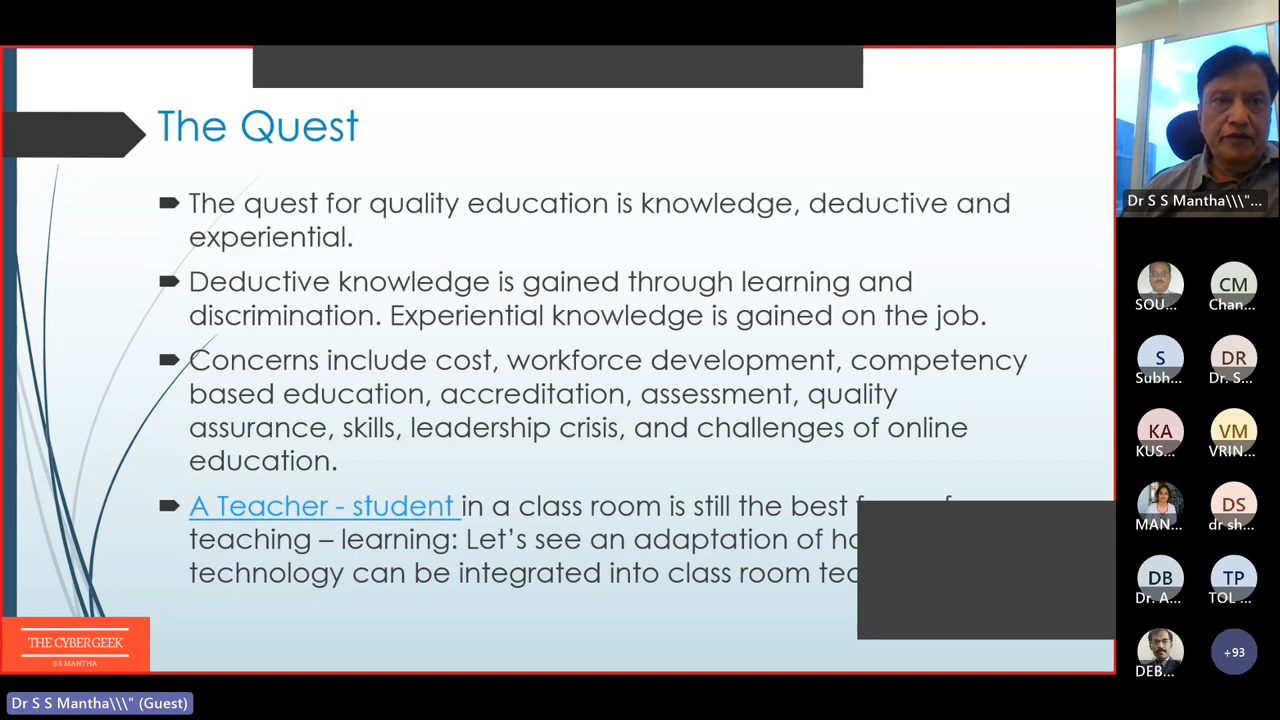 The Quest
The quest for quality education is knowledge, deductive and
experiential.
Deductive knowledge is gained through learning and
discrimination. Experiential knowledge is gained on the job.
Concerns include cost, workforce development, competency
based education, accreditation, assessment, quality
assurance, skills, leadership crisis, and challenges of online
education.
A Teacher - student in a class room is still the best
teaching – learning: Let's see an adaptation of
technology can be integrated into class room
THE CYBERGEEK
S S MANTHA
Dr S S Mantha\\\" (Guest)
Dr S S Mantha\\\"...
SOU...
CM
Chan...
S
Subh...
DR
Dr. S...
KA
KUS...
VM
VRIN...
MAN...
DS
dr sh...
DB
Dr. A...
TP
TOL ...
DEB...
+93